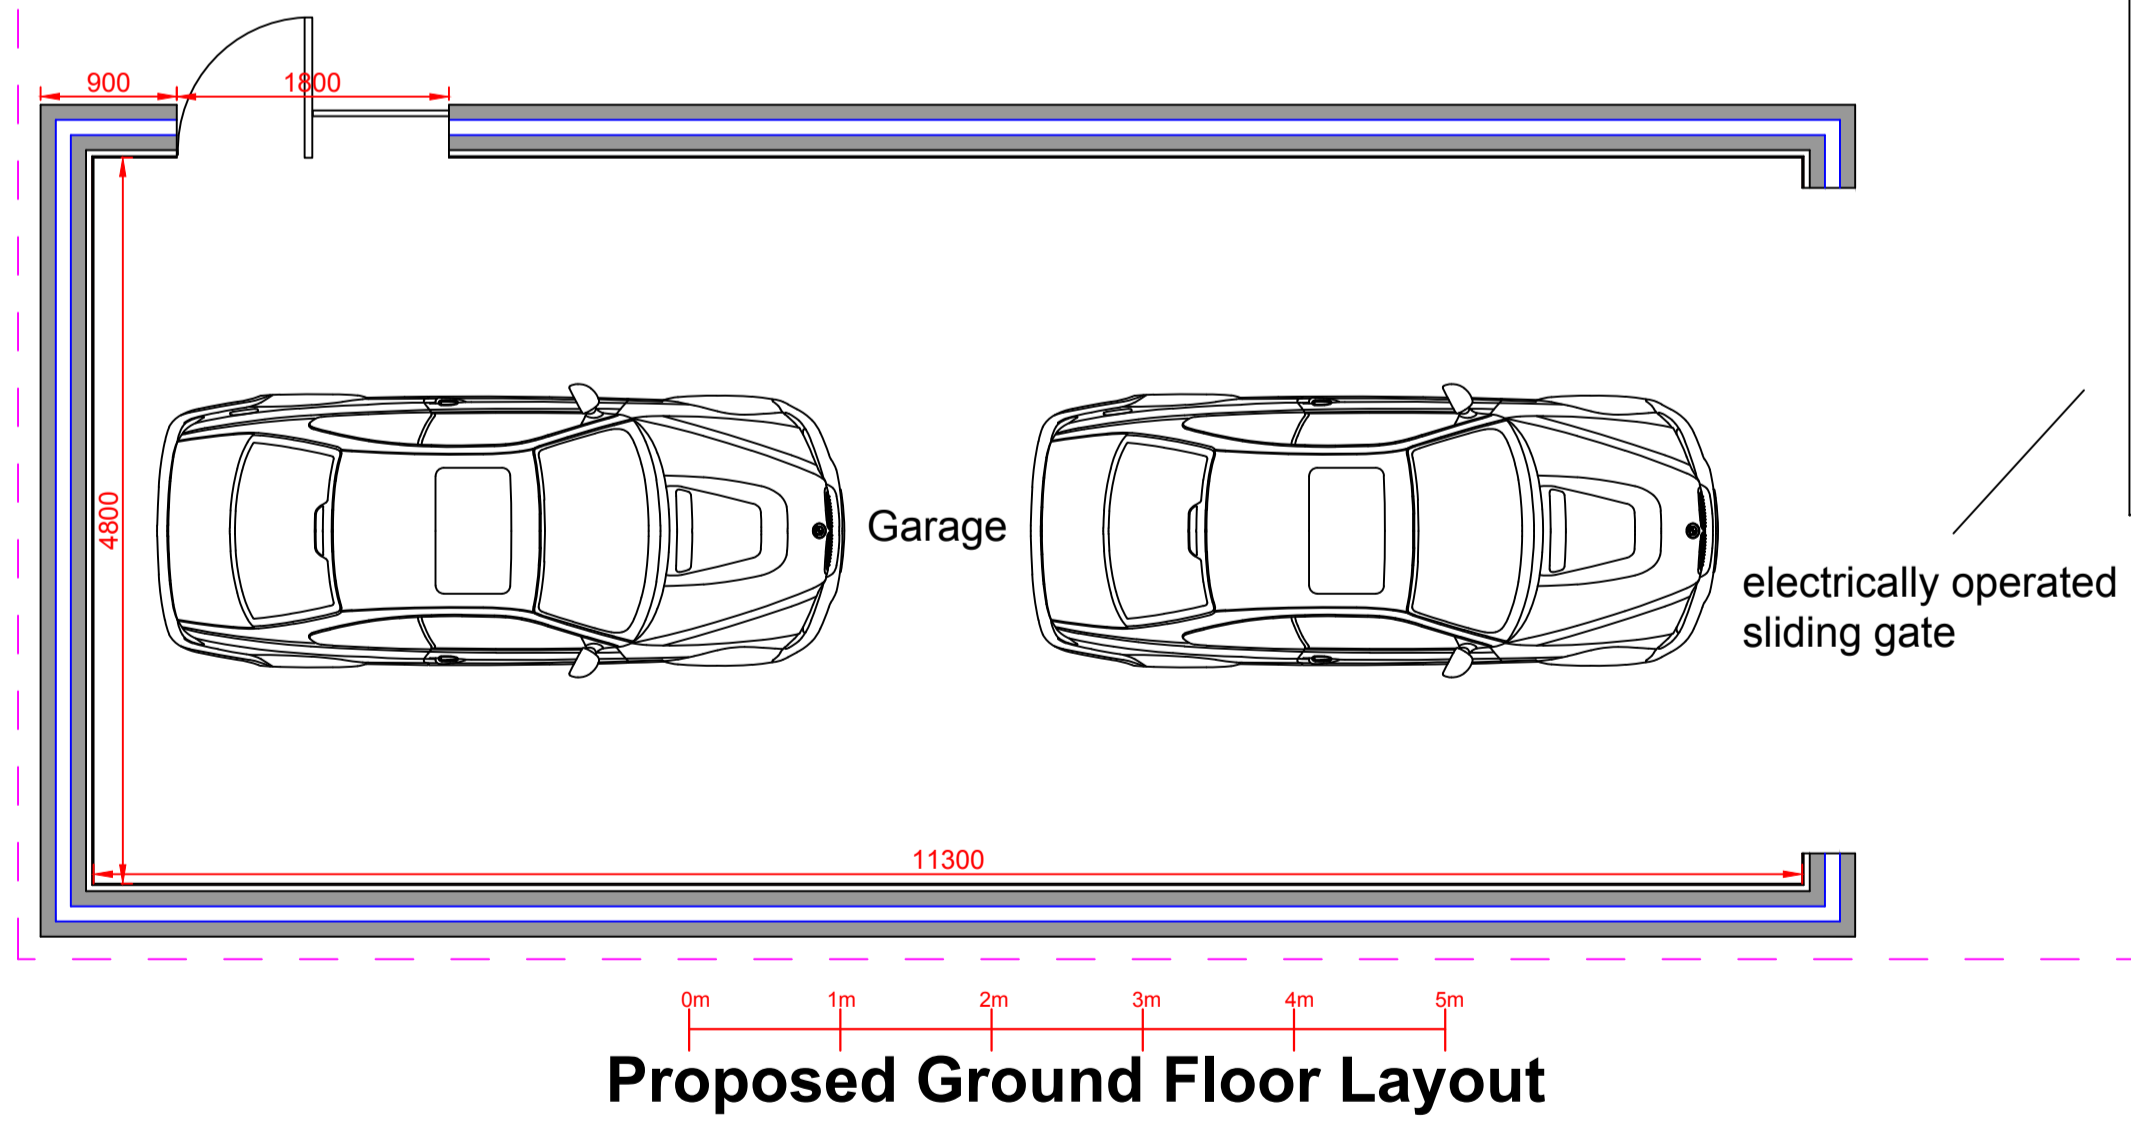 900
1800
4800
Garage
electrically operated
sliding gate
11300
0m 1m 2m 3m 4m 5m
Proposed Ground Floor Layout